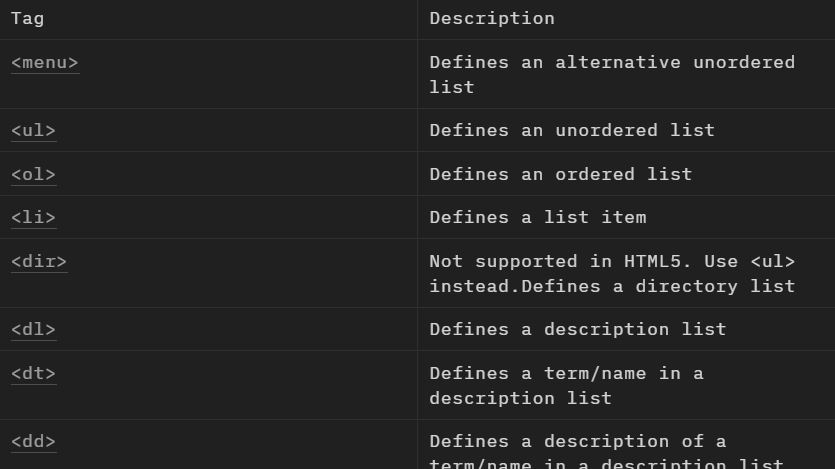 Tag Description
<menu> Defines an alternative unordered
list
<ul> Defines an unordered list
<ol> Defines an ordered list
<li> Defines a list item
<dir> Not supported in HTML5. Use <ul>
instead.Defines a directory list
<dl> Defines a description list
<dt> Defines a term/name in a
description list
<dd> Defines a description of a
term/name in a description list